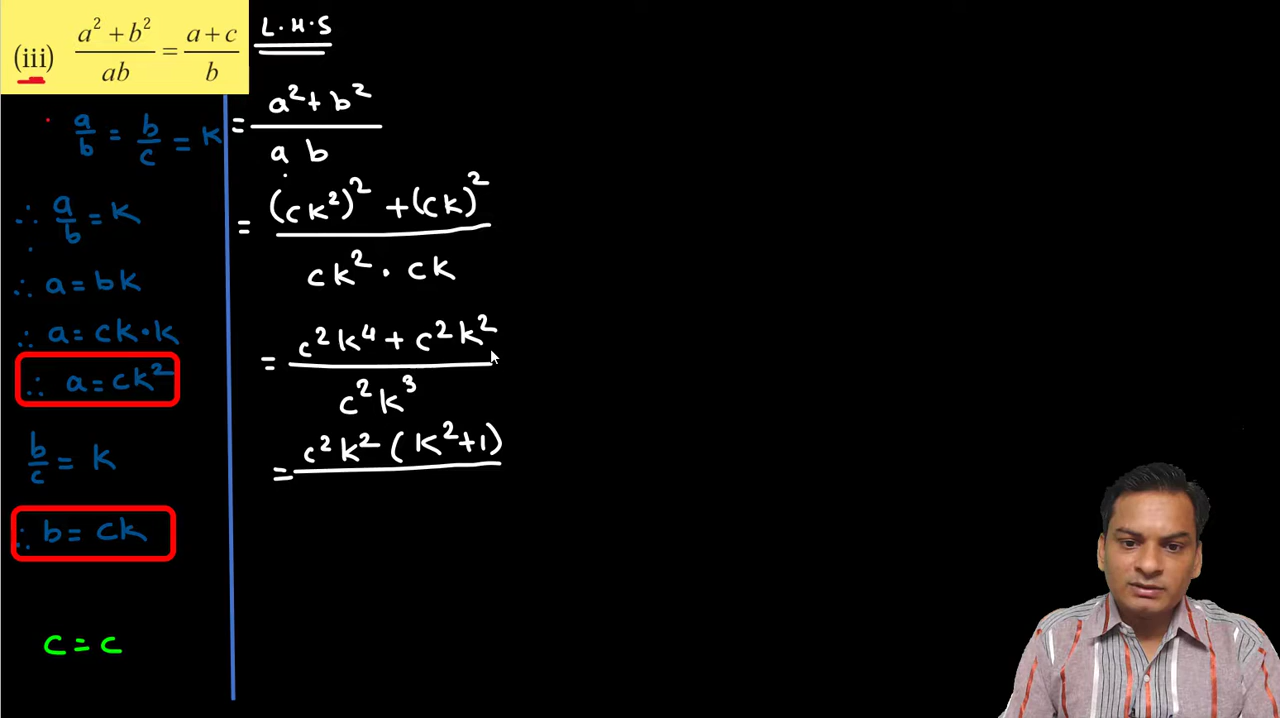 (iii) a² + b² / ab = a + c / b
a/b = b/c = K
∴ a/b = K
∴ a = bK
∴ a = cK·K
∴ a = cK²
b/c = K
∴ b = cK
c = c
L.H.S
= a² + b² / a b
= (cK²)² + (cK)² / cK² · cK
= c²K⁴ + c²K² / c²K³
= c²K² (K² + 1)